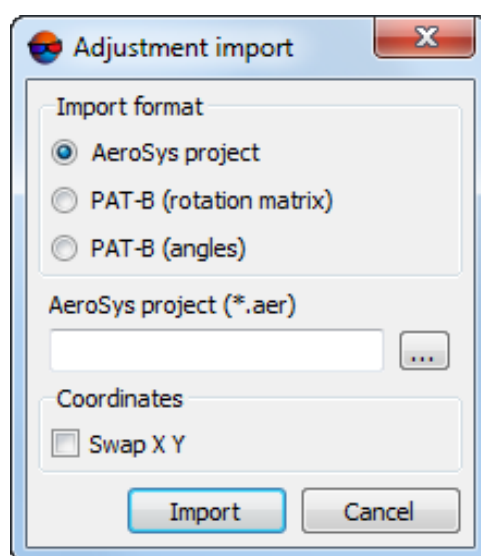 Adjustment import
Import format
AeroSys project
PAT-B (rotation matrix)
PAT-B (angles)
AeroSys project (*.aer)
...
Coordinates
Swap X Y
Import Cancel